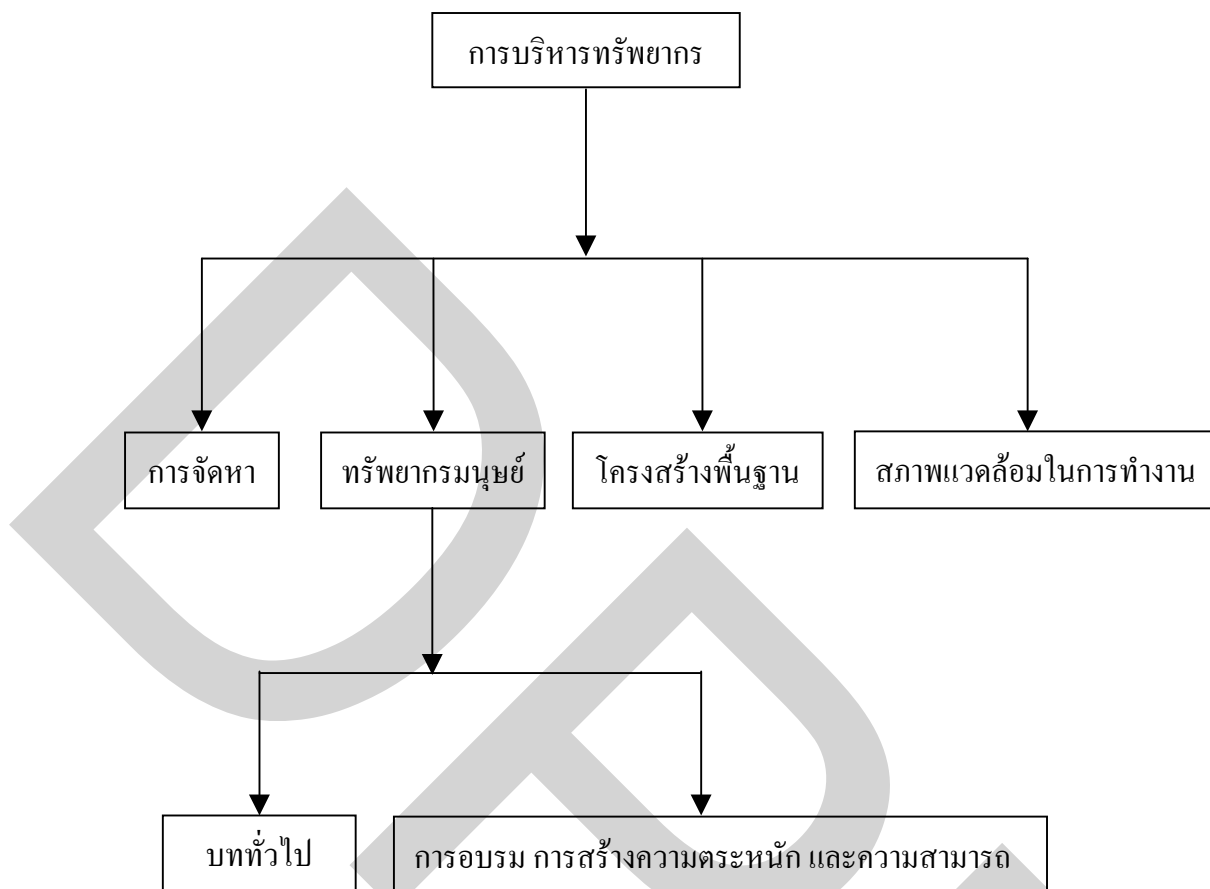 การบริหารทรัพยากร
การจัดหา
ทรัพยากรมนุษย์
โครงสร้างพื้นฐาน
สภาพแวดล้อมในการทำงาน
บททั่วไป
การอบรม การสร้างความตระหนัก และความสามารถ